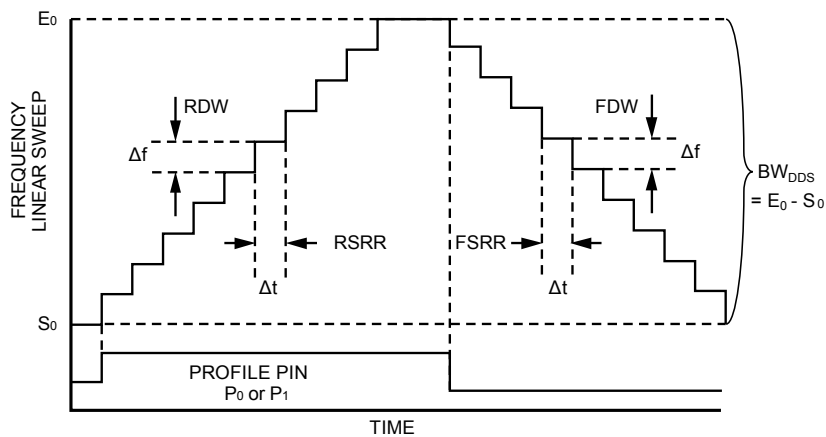 E₀
RDW
FDW
Δf
Δf
FREQUENCY
LINEAR SWEEP
BW_DDS
= E₀ - S₀
RSRR
FSRR
Δt
Δt
S₀
PROFILE PIN
P₀ or P₁
TIME